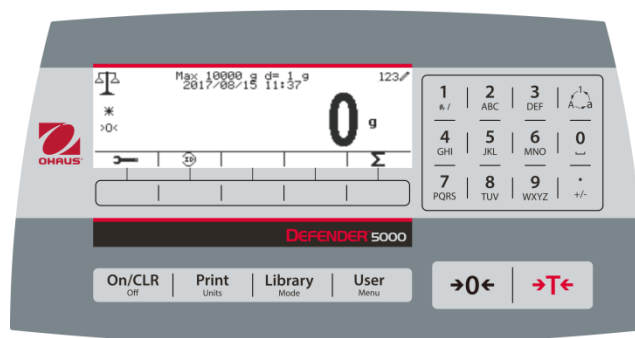 Max 10000 g d= 1 g
2017/08/15 11:37
123
>0<
0 g
ID
Σ
OHAUS
1 &/ 2 ABC 3 DEF 1 A a
4 GHI 5 JKL 6 MNO 0
7 PQRS 8 TUV 9 WXYZ . +/-
DEFENDER 5000
On/CLR Print Library User
Off Units Mode Menu
→0← →T←